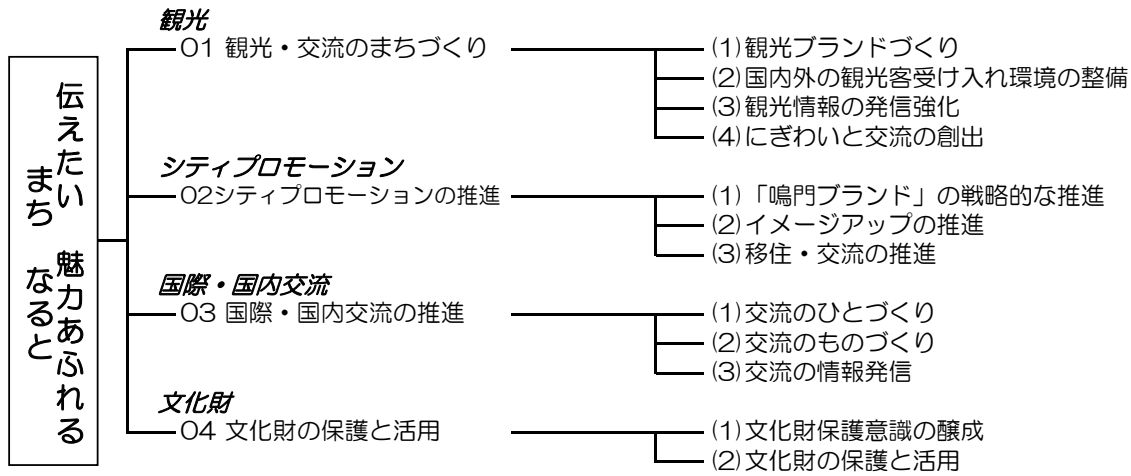 伝えたい 魅力あふれる
まち なると
観光
01 観光・交流のまちづくり
(1)観光ブランドづくり
(2)国内外の観光客受け入れ環境の整備
(3)観光情報の発信強化
(4)にぎわいと交流の創出
シティプロモーション
02シティプロモーションの推進
(1)「鳴門ブランド」の戦略的な推進
(2)イメージアップの推進
(3)移住・交流の推進
国際・国内交流
03 国際・国内交流の推進
(1)交流のひとづくり
(2)交流のものづくり
(3)交流の情報発信
文化財
04 文化財の保護と活用
(1)文化財保護意識の醸成
(2)文化財の保護と活用